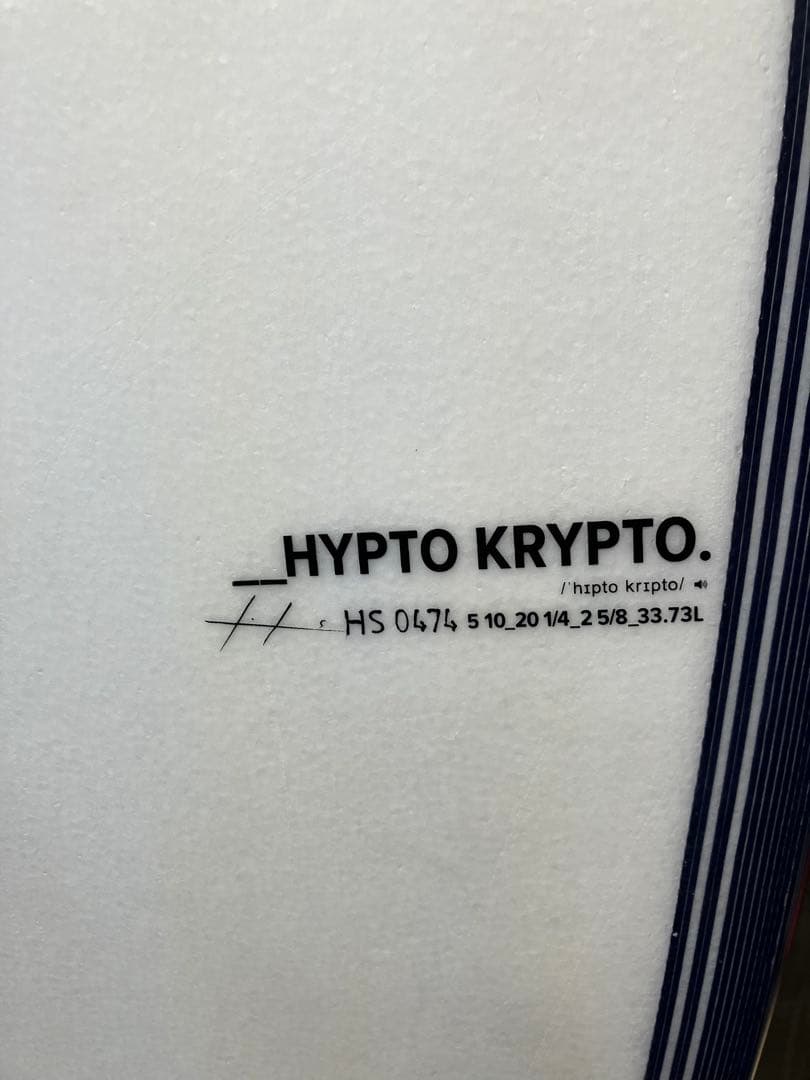 __HYPTO KRYPTO.
/ˈhɪpto krɪpto/
HS 0474 5 10_20 1/4_2 5/8_33.73L